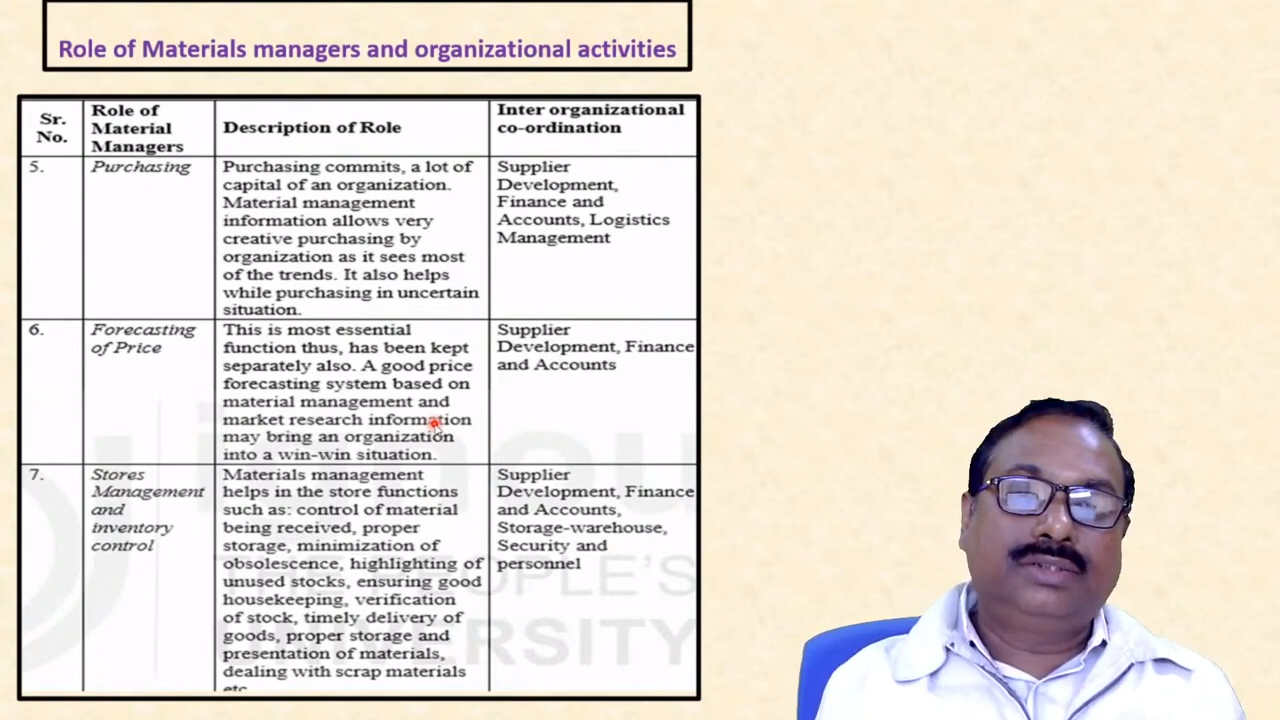 Role of Materials managers and organizational activities
Sr. No.
Role of Material Managers
Description of Role
Inter organizational co-ordination
5.
Purchasing
Purchasing commits, a lot of
capital of an organization.
Material management
information allows very
creative purchasing by
organization as it sees most
of the trends. It also helps
while purchasing in uncertain
situation.
Supplier
Development,
Finance and
Accounts, Logistics
Management
6.
Forecasting
of Price
This is most essential
function thus, has been kept
separately also. A good price
forecasting system based on
material management and
market research information
may bring an organization
into a win-win situation.
Supplier
Development, Finance
and Accounts
7.
Stores
Management
and
inventory
control
Materials management
helps in the store functions
such as: control of material
being received, proper
storage, minimization of
obsolescence, highlighting of
unused stocks, ensuring good
housekeeping, verification
of stock, timely delivery of
goods, proper storage and
presentation of materials,
dealing with scrap materials
etc
Supplier
Development, Finance
and Accounts,
Storage-warehouse,
Security and
personnel
THE PEOPLE'S
UNIVERSITY